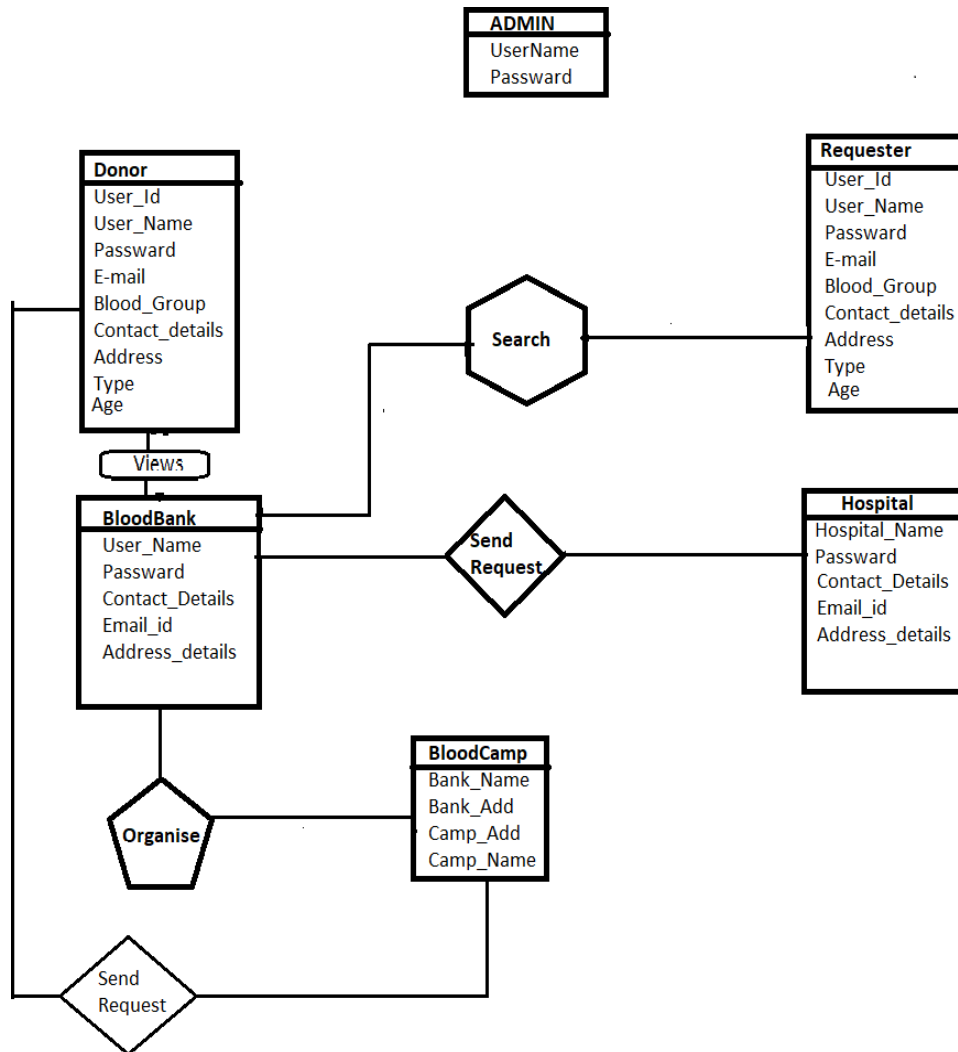 ADMIN
UserName
Passward
Donor
User_Id
User_Name
Passward
E-mail
Blood_Group
Contact_details
Address
Type
Age
Requester
User_Id
User_Name
Passward
E-mail
Blood_Group
Contact_details
Address
Type
Age
Search
Views
BloodBank
User_Name
Passward
Contact_Details
Email_id
Address_details
Send
Request
Hospital
Hospital_Name
Password
Contact_Details
Email_id
Address_details
BloodCamp
Bank_Name
Bank_Add
Camp_Add
Camp_Name
Organise
Send
Request